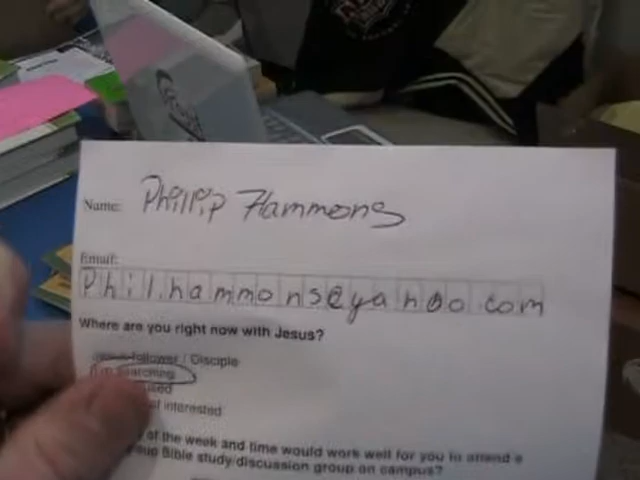 Name: Phillip Hammons
Email:
Phil.hammons@yahoo.com
Where are you right now with Jesus?
follower / Disciple
searching
interested
of the week and time would work well for you to attend a
Bible study/discussion group on campus?